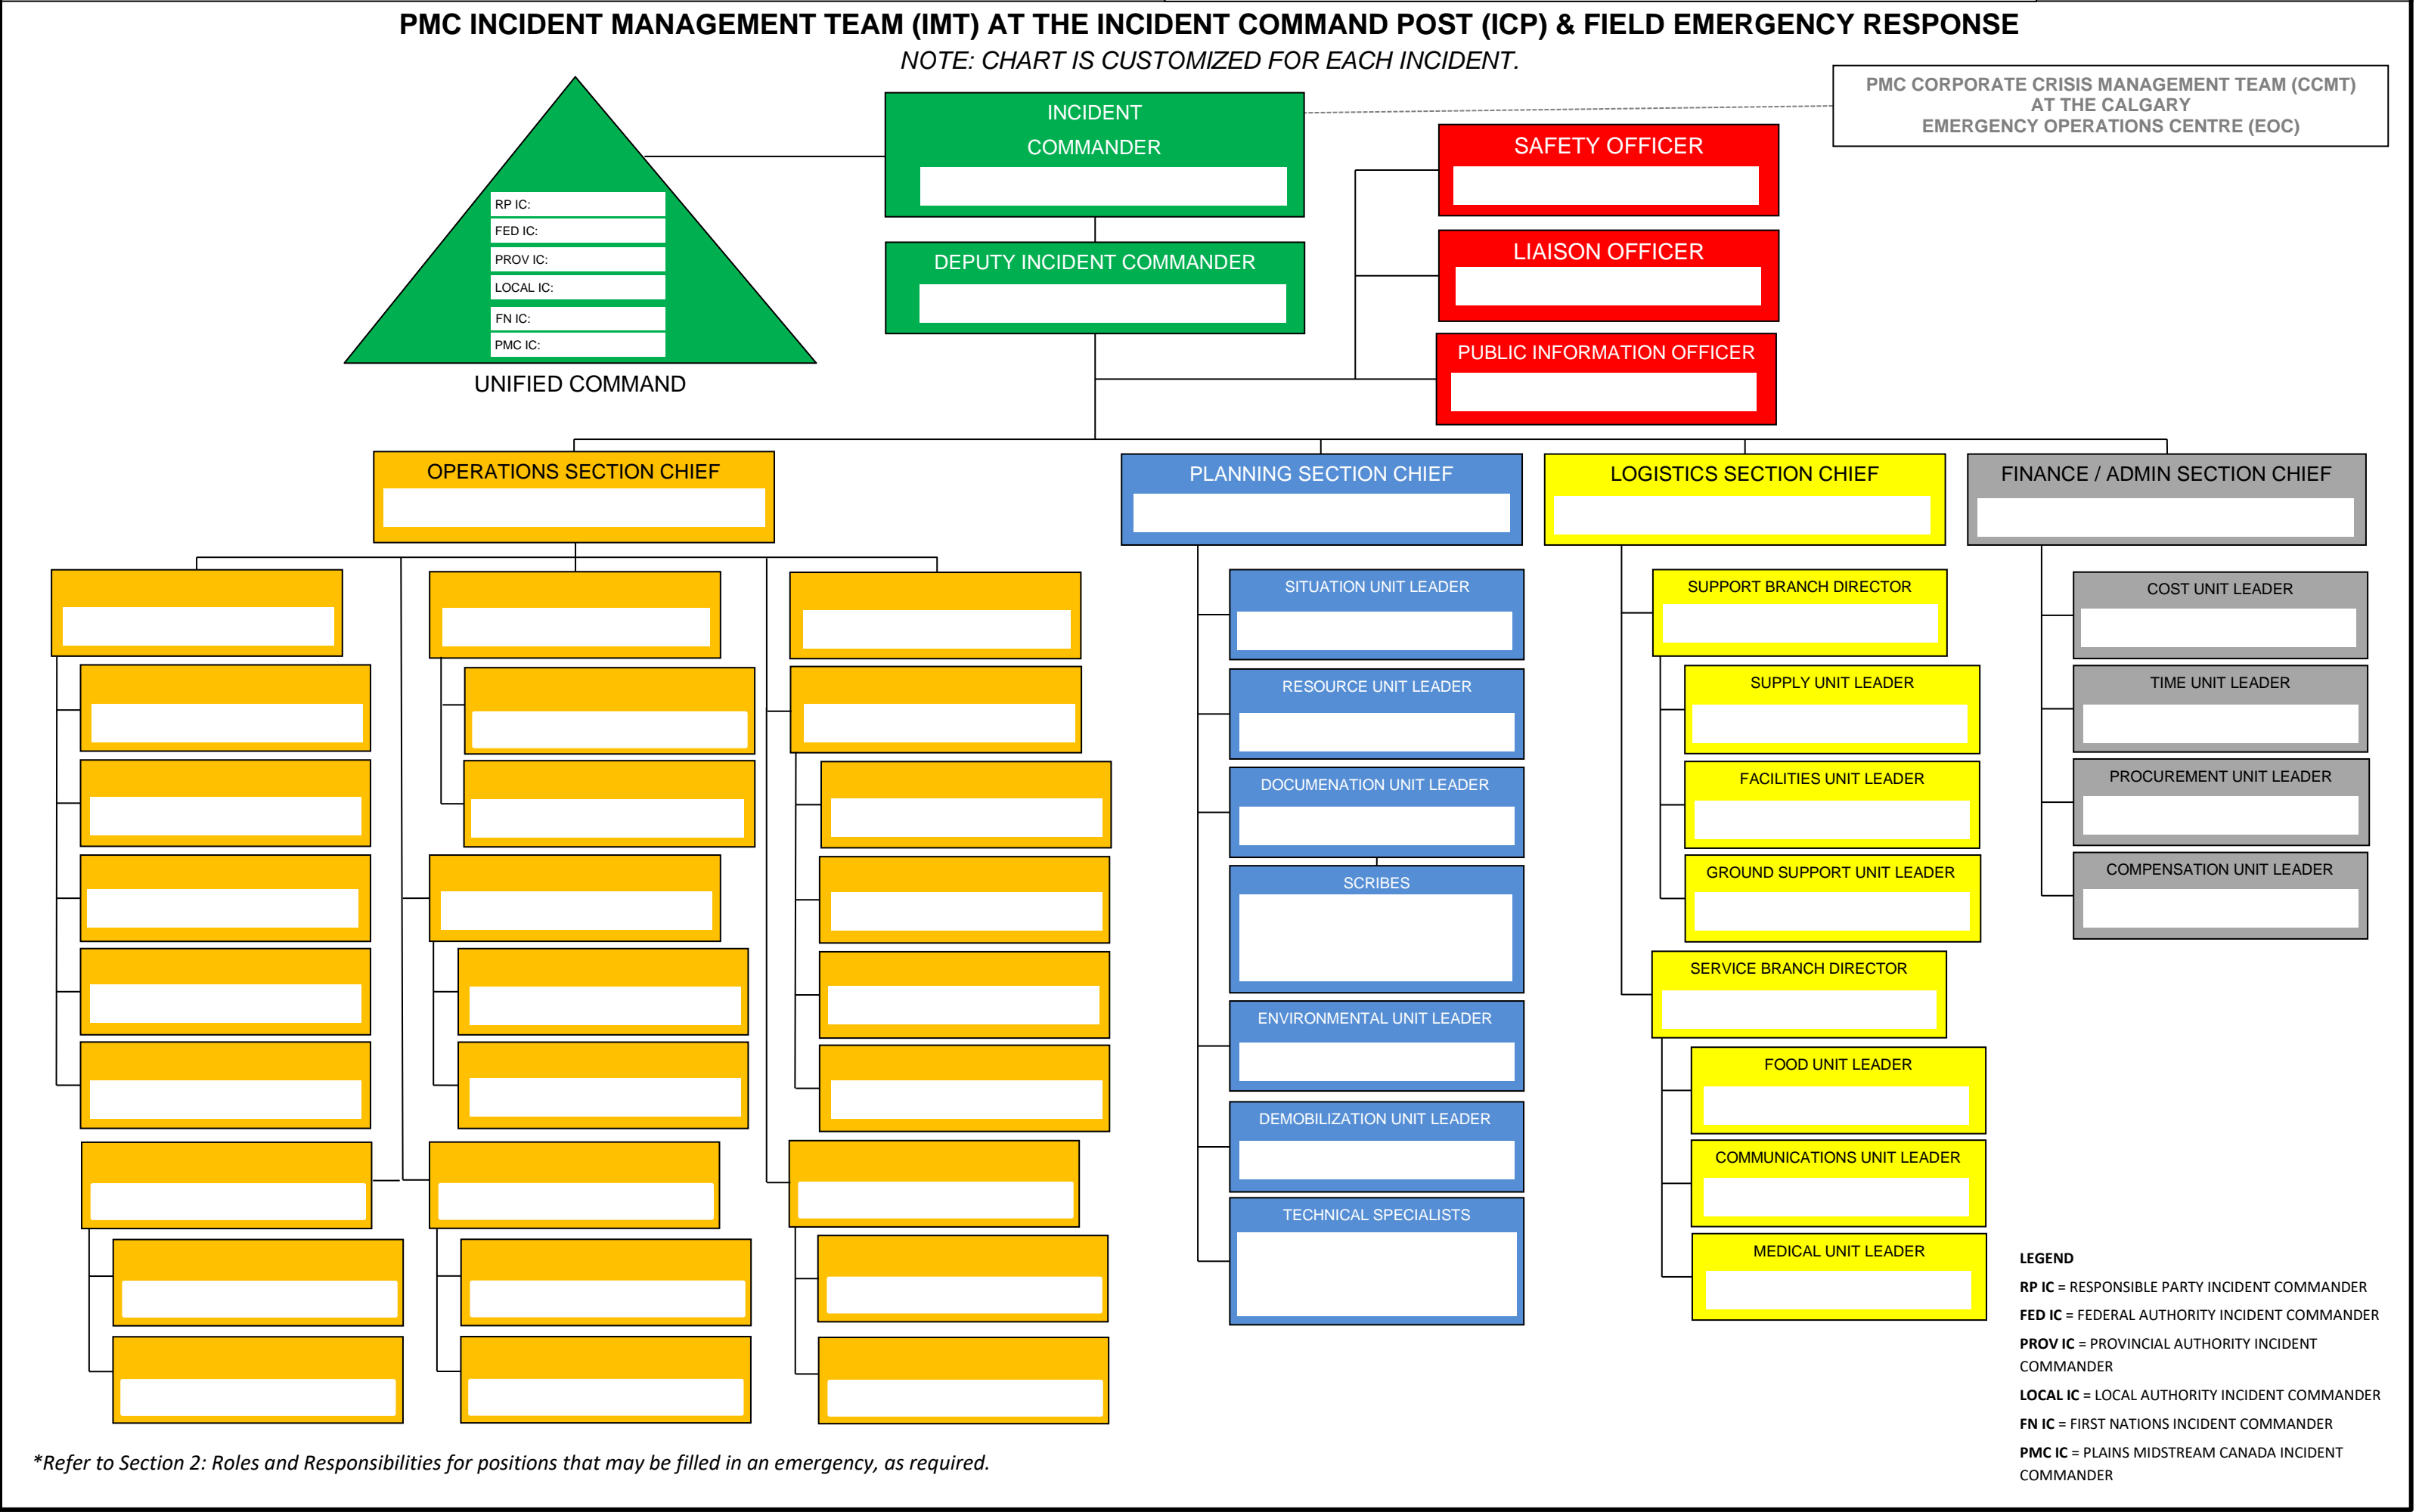 PMC INCIDENT MANAGEMENT TEAM (IMT) AT THE INCIDENT COMMAND POST (ICP) & FIELD EMERGENCY RESPONSE
NOTE: CHART IS CUSTOMIZED FOR EACH INCIDENT.
PMC CORPORATE CRISIS MANAGEMENT TEAM (CCMT)
AT THE CALGARY
EMERGENCY OPERATIONS CENTRE (EOC)
INCIDENT
COMMANDER
SAFETY OFFICER
RP IC:
FED IC:
PROV IC:
LOCAL IC:
FN IC:
PMC IC:
UNIFIED COMMAND
DEPUTY INCIDENT COMMANDER
LIAISON OFFICER
PUBLIC INFORMATION OFFICER
OPERATIONS SECTION CHIEF
PLANNING SECTION CHIEF
LOGISTICS SECTION CHIEF
FINANCE / ADMIN SECTION CHIEF
SITUATION UNIT LEADER
RESOURCE UNIT LEADER
DOCUMENATION UNIT LEADER
SCRIBES
ENVIRONMENTAL UNIT LEADER
DEMOBILIZATION UNIT LEADER
TECHNICAL SPECIALISTS
SUPPORT BRANCH DIRECTOR
SUPPLY UNIT LEADER
FACILITIES UNIT LEADER
GROUND SUPPORT UNIT LEADER
SERVICE BRANCH DIRECTOR
FOOD UNIT LEADER
COMMUNICATIONS UNIT LEADER
MEDICAL UNIT LEADER
COST UNIT LEADER
TIME UNIT LEADER
PROCUREMENT UNIT LEADER
COMPENSATION UNIT LEADER
LEGEND
RP IC = RESPONSIBLE PARTY INCIDENT COMMANDER
FED IC = FEDERAL AUTHORITY INCIDENT COMMANDER
PROV IC = PROVINCIAL AUTHORITY INCIDENT
COMMANDER
LOCAL IC = LOCAL AUTHORITY INCIDENT COMMANDER
FN IC = FIRST NATIONS INCIDENT COMMANDER
PMC IC = PLAINS MIDSTREAM CANADA INCIDENT
COMMANDER
*Refer to Section 2: Roles and Responsibilities for positions that may be filled in an emergency, as required.